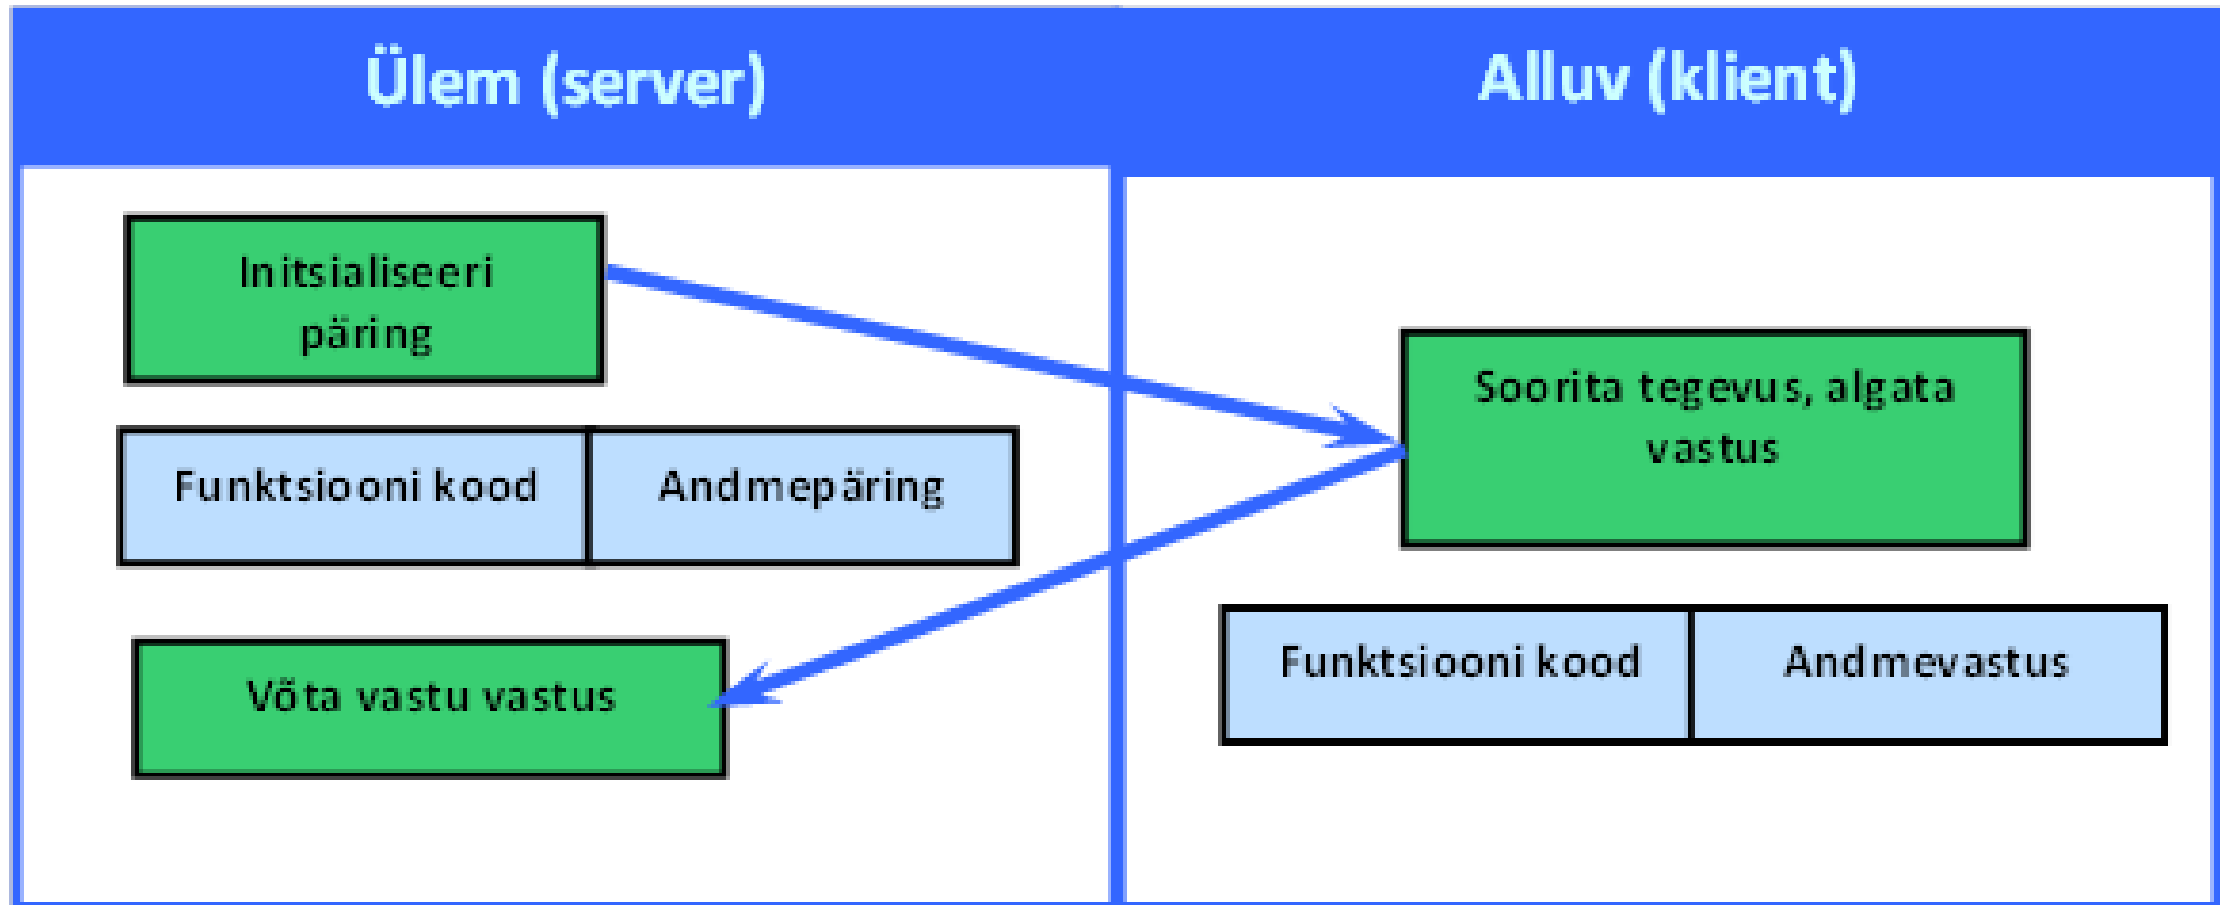 Ülem (server)
Alluv (klient)
Initsialiseeri
päring
Funktsiooni kood
Andmepäring
Võta vastu vastus
Soorita tegevus, algata
vastus
Funktsiooni kood
Andmevastus